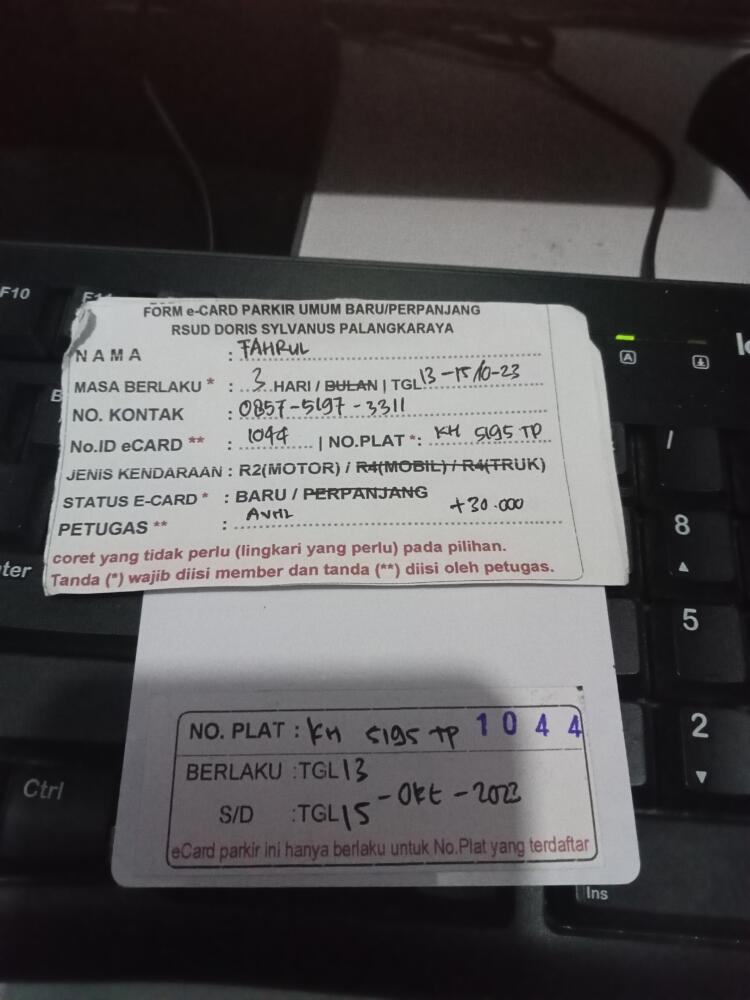 F10
F11
FORM e-CARD PARKIR UMUM BARU/PERPANJANG
RSUD DORIS SYLVANUS PALANGKARAYA
N A M A : FAHRUL
MASA BERLAKU * : 3 HARI / BULAN | TGL 13-15/10-23
NO. KONTAK : 0857-5197-3311
No.ID eCARD ** : 1044 | NO.PLAT *: KH 5195 TP
JENIS KENDARAAN : R2(MOTOR) / R4(MOBIL) / R4(TRUK)
STATUS E-CARD * : BARU / PERPANJANG
+30.000
PETUGAS ** :
coret yang tidak perlu (lingkari yang perlu) pada pilihan.
Tanda (*) wajib diisi member dan tanda (**) diisi oleh petugas.
NO. PLAT : KH 5195 TP 1044
BERLAKU :TGL 13
S/D :TGL 15 - Okt - 2023
eCard parkir ini hanya berlaku untuk No.Plat yang terdaftar
A
/
8
5
2
Ctrl
Ins